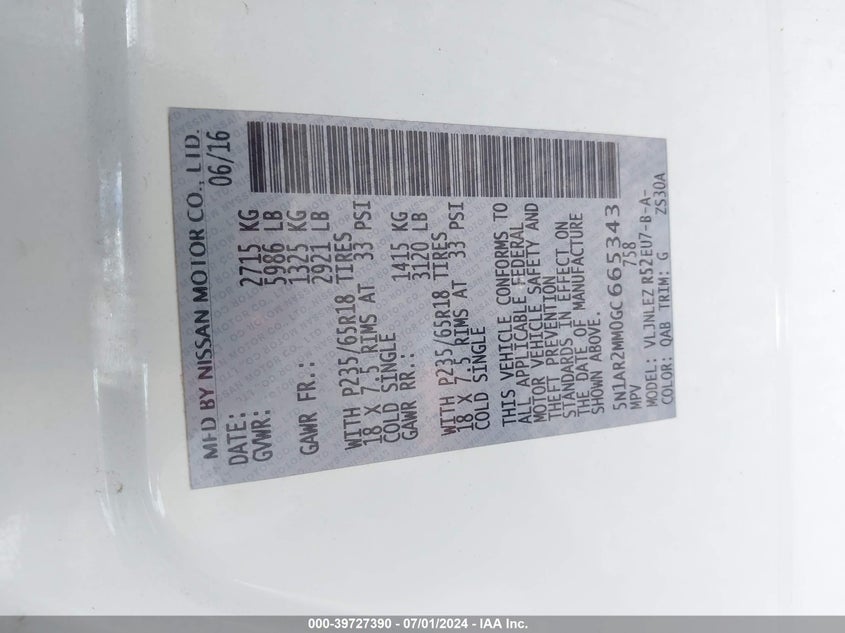 MFD BY NISSAN MOTOR CO., LTD.
DATE: 06/16
GVWR: 2715 KG
5986 LB
GAWR FR.: 1325 KG
2921 LB
WITH P235/65R18 TIRES
18 X 7.5 RIMS AT 33 PSI
COLD SINGLE
GAWR RR.: 1415 KG
3120 LB
WITH P235/65R18 TIRES
18 X 7.5 RIMS AT 33 PSI
COLD SINGLE
THIS VEHICLE CONFORMS TO
ALL APPLICABLE FEDERAL
MOTOR VEHICLE SAFETY AND
THEFT PREVENTION
STANDARDS IN EFFECT ON
THE DATE OF MANUFACTURE
SHOWN ABOVE.
5N1AR2MM0GC665343
MPV 758
MODEL: VLJNLEZ R52EU7-B-A-
COLOR: QAB TRIM: G ZS30A
000-39727390 - 07/01/2024 - IAA Inc.